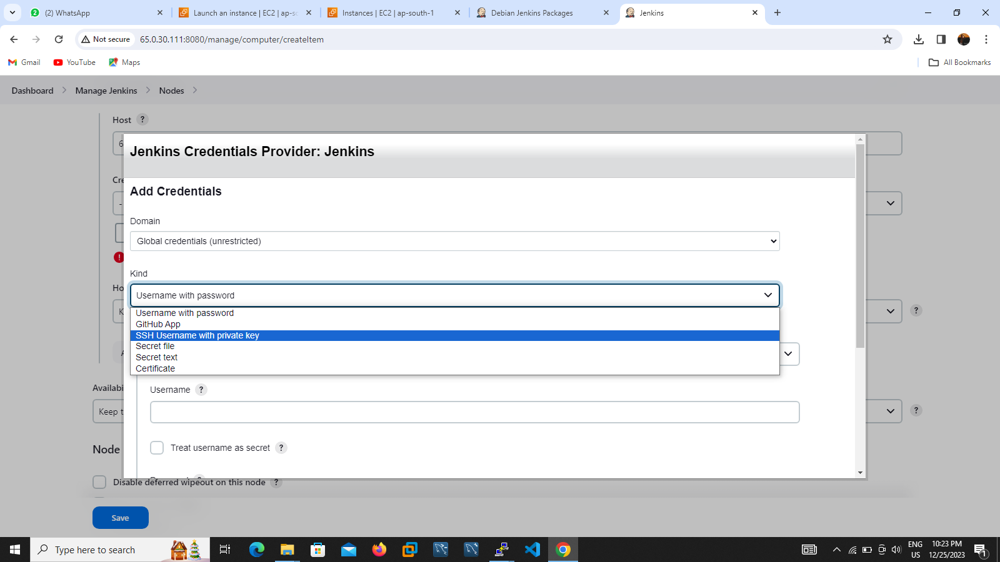 2
(2) WhatsApp
Launch an instance | EC2 | ap-sc
Instances | EC2 | ap-south-1
Debian Jenkins Packages
Jenkins
Not secure
65.0.30.111:8080/manage/computer/createItem
Gmail
YouTube
Maps
All Bookmarks
Dashboard
Manage Jenkins
Nodes
Host ?
6
Jenkins Credentials Provider: Jenkins
Cre
Add Credentials
-
Domain
Global credentials (unrestricted)
!
Kind
Ho
Username with password
K
?
Username with password
GitHub App
SSH Username with private key
Secret file
A
Secret text
Certificate
Availabi
Username ?
Keep t
?
Node
Treat username as secret ?
Disable deferred wipeout on this node ?
Save
Type here to search
ENG
US
10:23 PM
12/25/2023
1